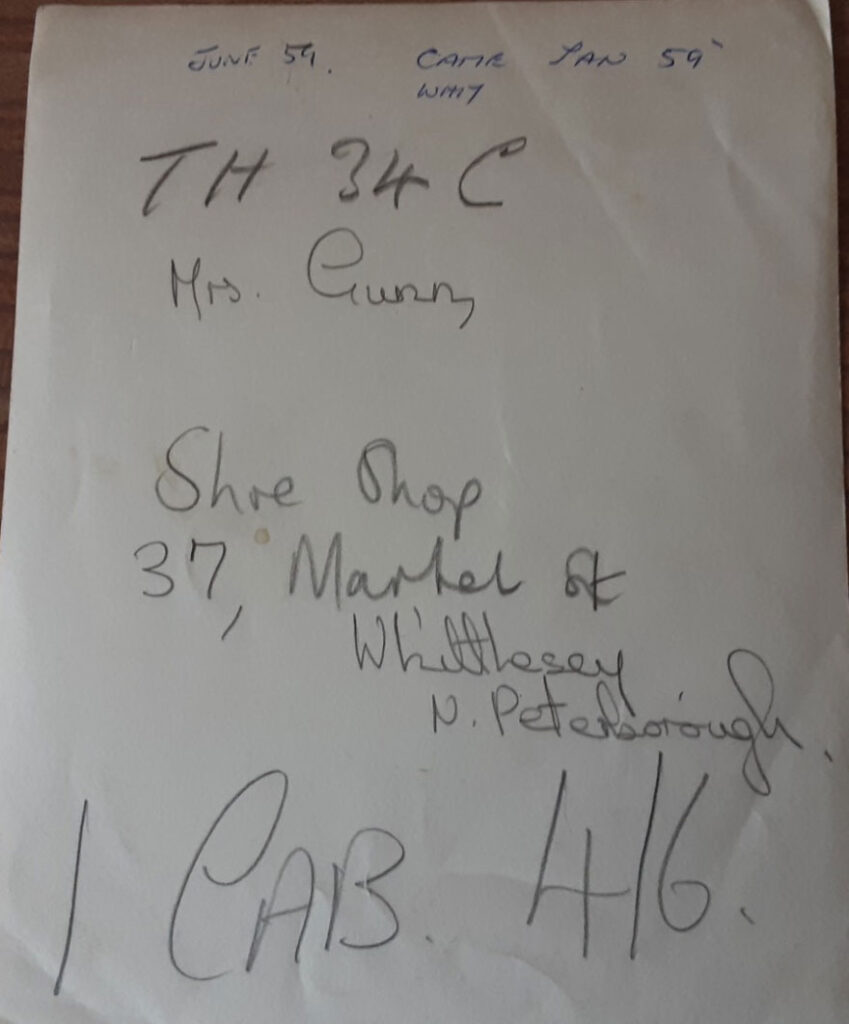 JUNE 59. CAME JAN 59
WHIT
TH 34 C
Mrs. Gunn,
Shoe Shop
37, Market St
Whittlesey
N. Peterborough.
1 CAB. 4/6.